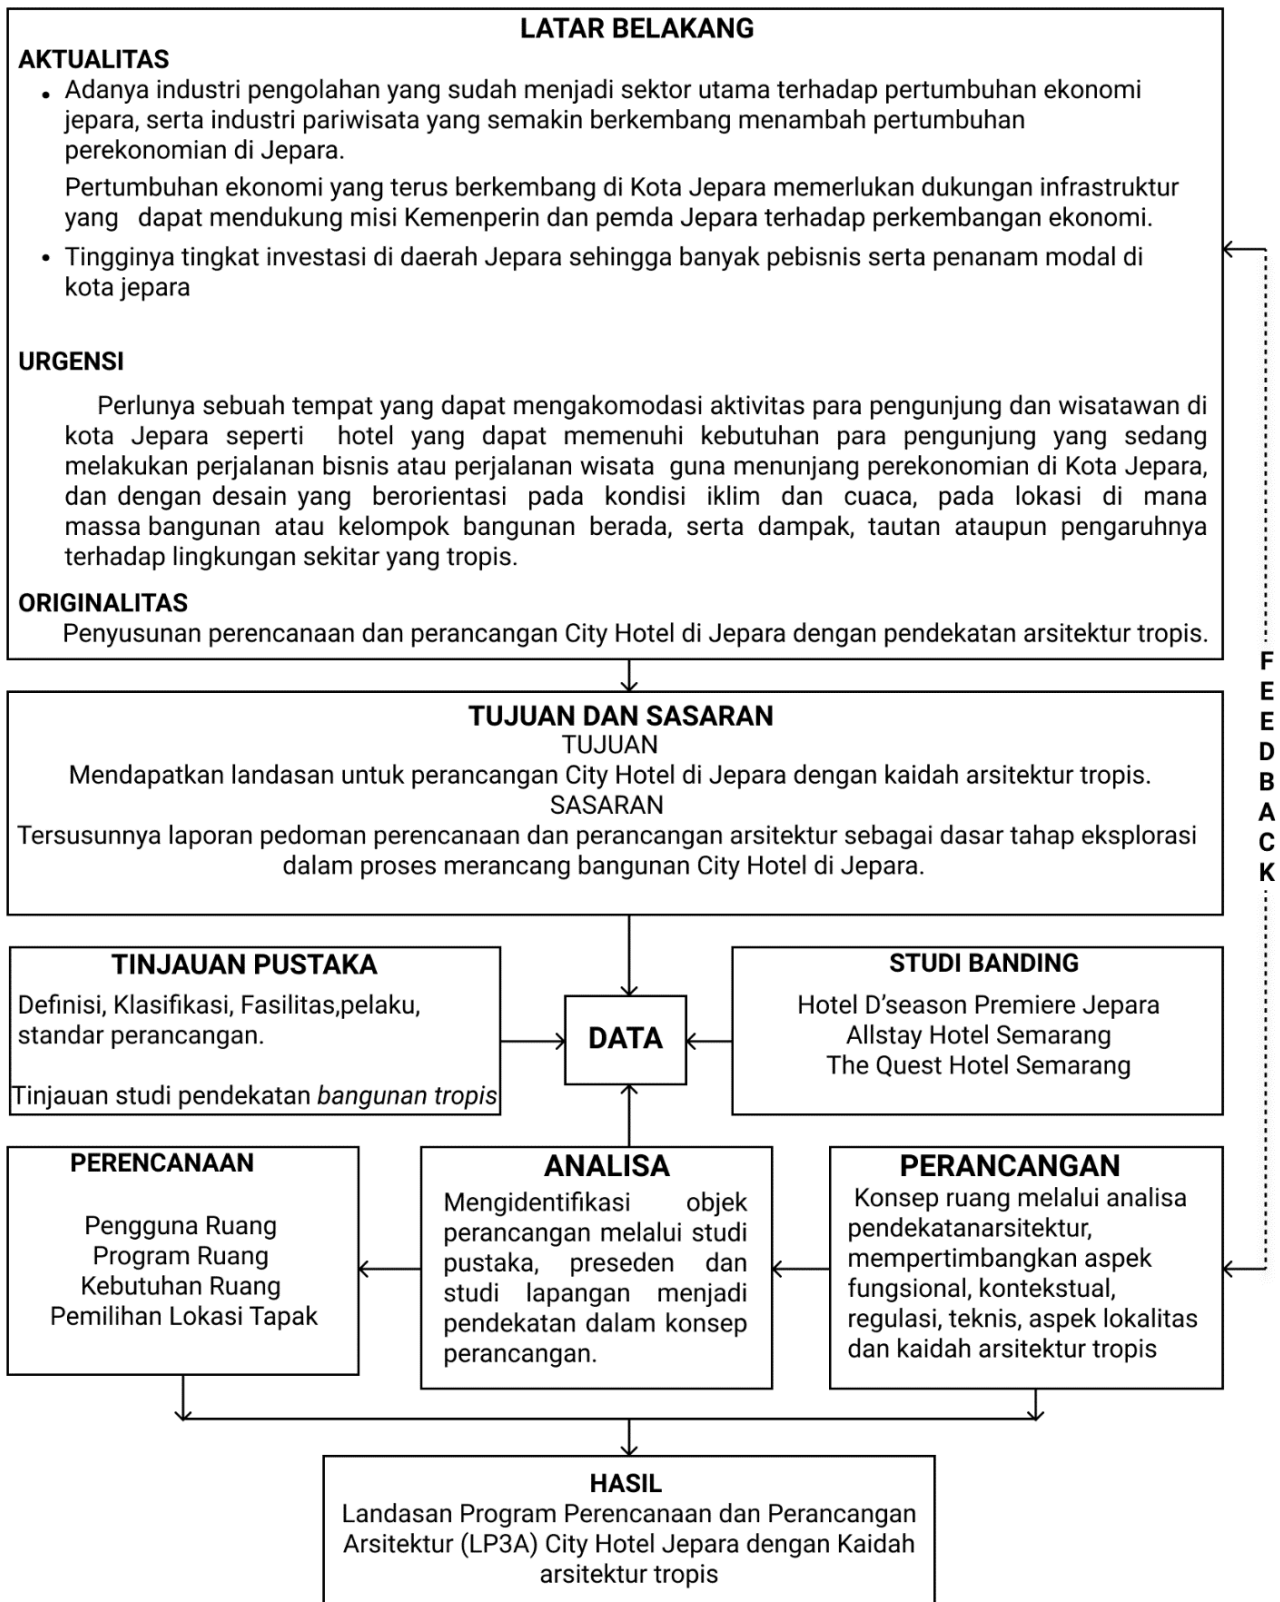 LATAR BELAKANG
AKTUALITAS
• Adanya industri pengolahan yang sudah menjadi sektor utama terhadap pertumbuhan ekonomi
jepara, serta industri pariwisata yang semakin berkembang menambah pertumbuhan
perekonomian di Jepara.
Pertumbuhan ekonomi yang terus berkembang di Kota Jepara memerlukan dukungan infrastruktur
yang dapat mendukung misi Kemenperin dan pemda Jepara terhadap perkembangan ekonomi.
• Tingginya tingkat investasi di daerah Jepara sehingga banyak pebisnis serta penanam modal di
kota jepara
URGENSI
Perlunya sebuah tempat yang dapat mengakomodasi aktivitas para pengunjung dan wisatawan di
kota Jepara seperti hotel yang dapat memenuhi kebutuhan para pengunjung yang sedang
melakukan perjalanan bisnis atau perjalanan wisata guna menunjang perekonomian di Kota Jepara,
dan dengan desain yang berorientasi pada kondisi iklim dan cuaca, pada lokasi di mana
massa bangunan atau kelompok bangunan berada, serta dampak, tautan ataupun pengaruhnya
terhadap lingkungan sekitar yang tropis.
ORIGINALITAS
Penyusunan perencanaan dan perancangan City Hotel di Jepara dengan pendekatan arsitektur tropis.
FEEDBACK
TUJUAN DAN SASARAN
TUJUAN
Mendapatkan landasan untuk perancangan City Hotel di Jepara dengan kaidah arsitektur tropis.
SASARAN
Tersusunnya laporan pedoman perencanaan dan perancangan arsitektur sebagai dasar tahap eksplorasi
dalam proses merancang bangunan City Hotel di Jepara.
TINJAUAN PUSTAKA
Definisi, Klasifikasi, Fasilitas,pelaku,
standar perancangan.
Tinjauan studi pendekatan bangunan tropis
DATA
STUDI BANDING
Hotel D'season Premiere Jepara
Allstay Hotel Semarang
The Quest Hotel Semarang
PERENCANAAN
Pengguna Ruang
Program Ruang
Kebutuhan Ruang
Pemilihan Lokasi Tapak
ANALISA
Mengidentifikasi objek
perancangan melalui studi
pustaka, preseden dan
studi lapangan menjadi
pendekatan dalam konsep
perancangan.
PERANCANGAN
Konsep ruang melalui analisa
pendekatanarsitektur,
mempertimbangkan aspek
fungsional, kontekstual,
regulasi, teknis, aspek lokalitas
dan kaidah arsitektur tropis
HASIL
Landasan Program Perencanaan dan Perancangan
Arsitektur (LP3A) City Hotel Jepara dengan Kaidah
arsitektur tropis